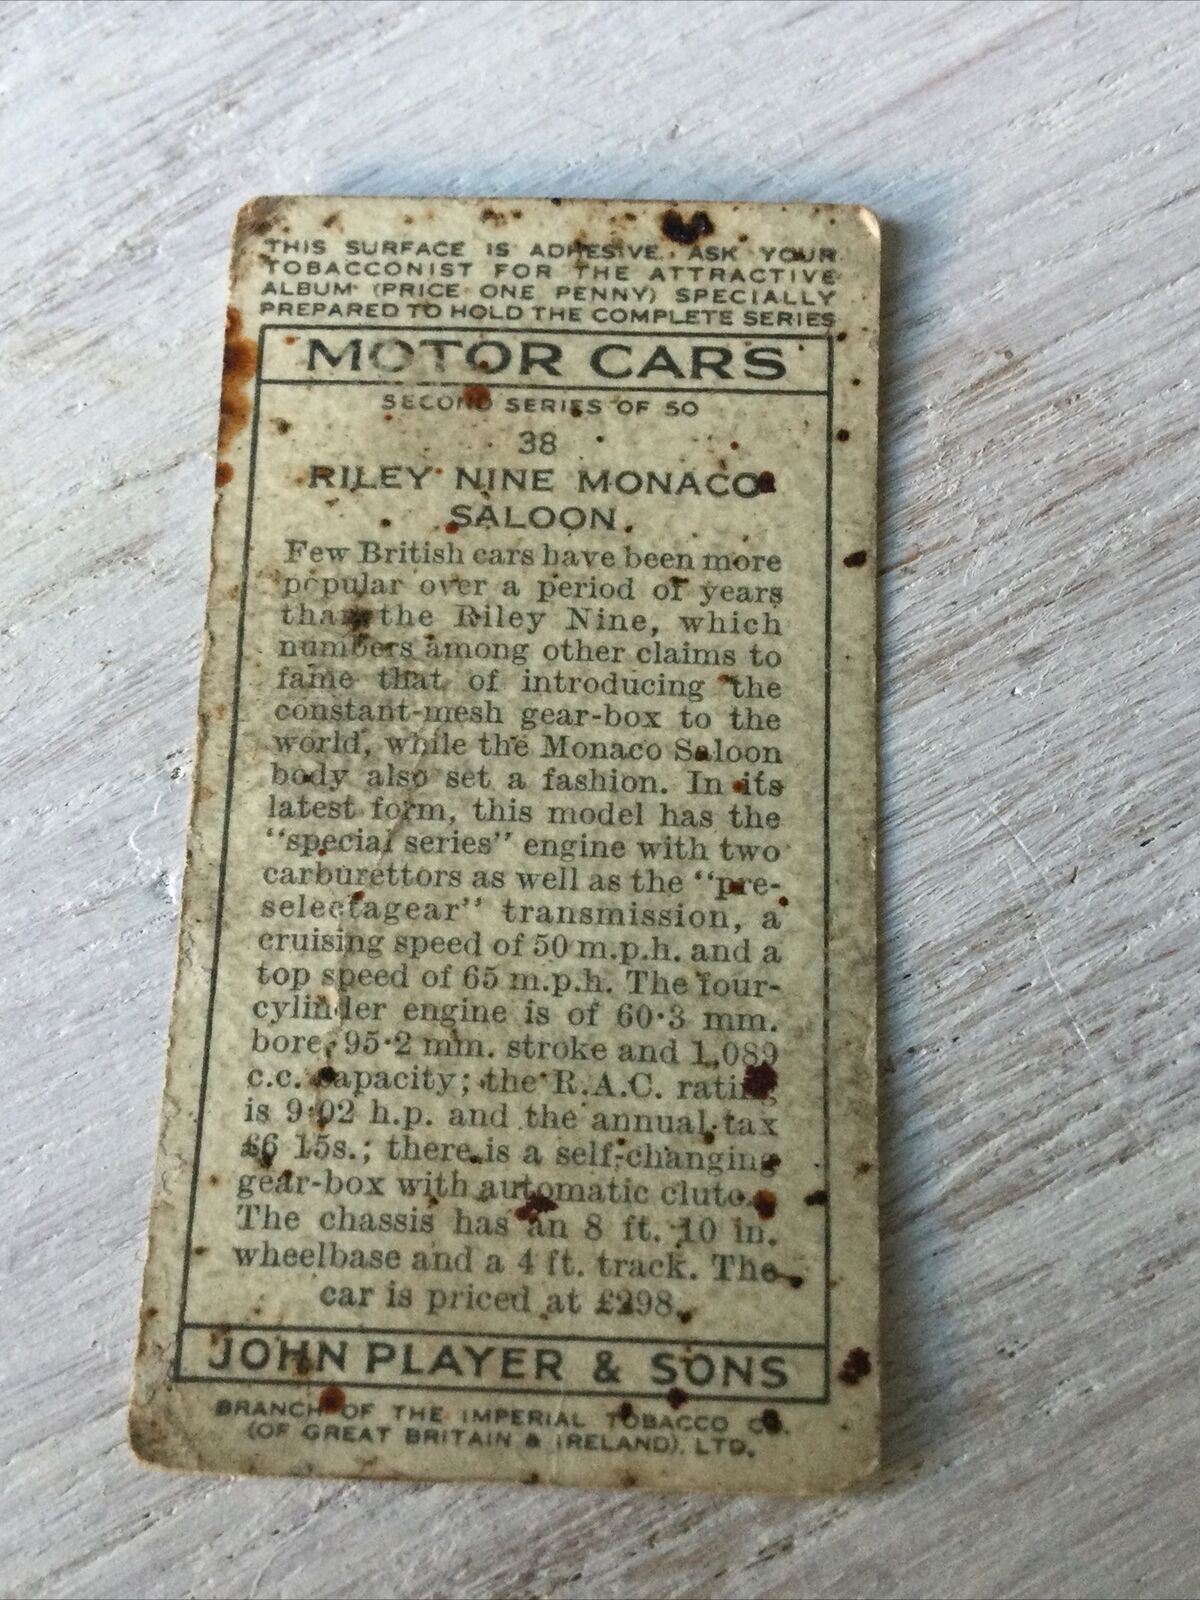 THIS SURFACE IS ADHESIVE. ASK YOUR
TOBACCONIST FOR THE ATTRACTIVE
ALBUM (PRICE ONE PENNY) SPECIALLY
PREPARED TO HOLD THE COMPLETE SERIES
MOTOR CARS
SECOND SERIES OF 50
38
RILEY NINE MONACO
SALOON.
Few British cars have been more
popular over a period of years
than the Riley Nine, which
numbers among other claims to
fame that of introducing the
constant-mesh gear-box to the
world, while the Monaco Saloon
body also set a fashion. In its
latest form, this model has the
"special series" engine with two
carburettors as well as the "pre-
selectagear" transmission, a
cruising speed of 50 m.p.h. and a
top speed of 65 m.p.h. The four-
cylinder engine is of 60·3 mm.
bore, 95·2 mm. stroke and 1,089
c.c. capacity; the R.A.C. rating
is 9·02 h.p. and the annual tax
£6 15s.; there is a self-changing
gear-box with automatic clutch.
The chassis has an 8 ft. 10 in.
wheelbase and a 4 ft. track. The
car is priced at £298.
JOHN PLAYER & SONS
BRANCH OF THE IMPERIAL TOBACCO CO.
(OF GREAT BRITAIN & IRELAND), LTD.